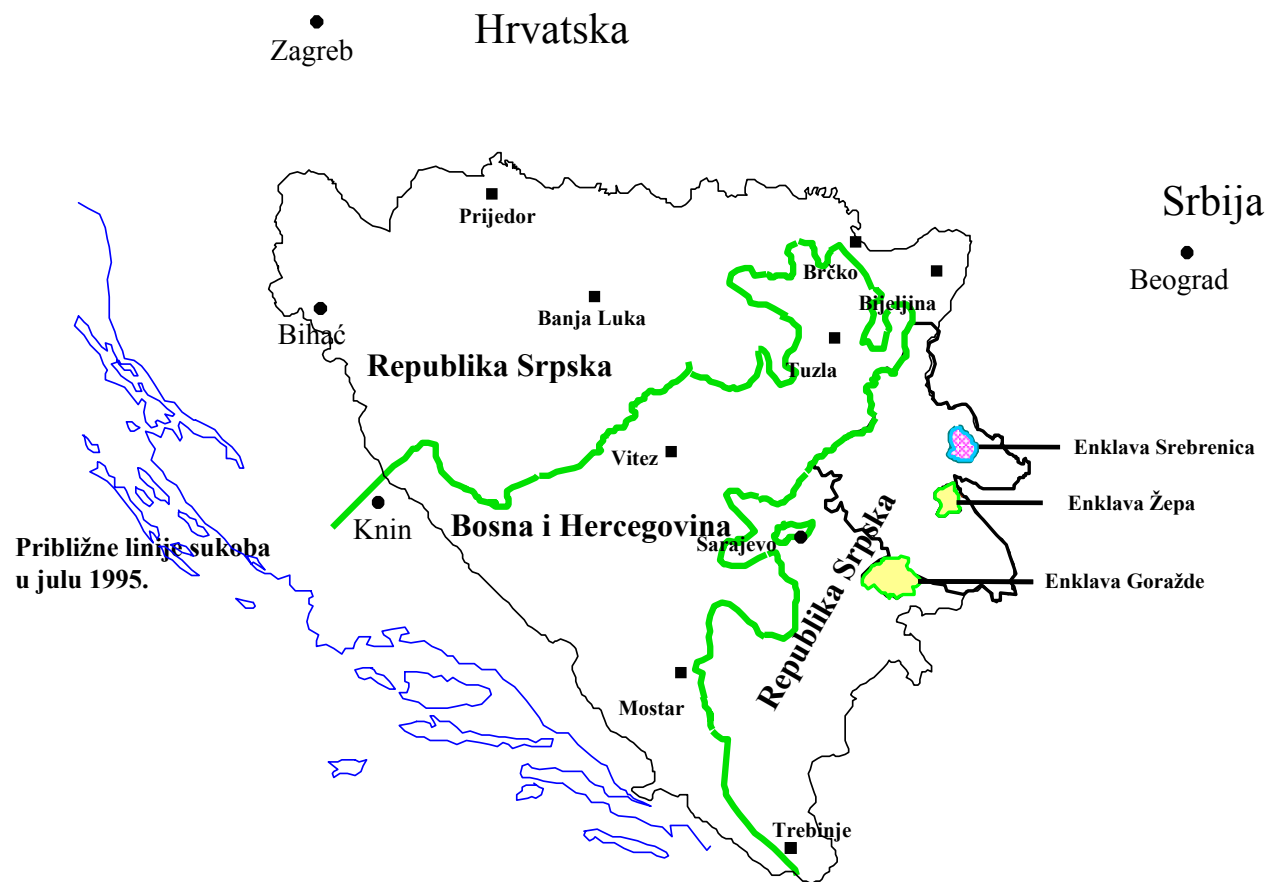 Hrvatska
Zagreb
Srbija
Beograd
Prijedor
Brčko
Bijeljina
Banja Luka
Bihać
Republika Srpska
Tuzla
Enklava Srebrenica
Vitez
Enklava Žepa
Knin
Bosna i Hercegovina
Sarajevo
Približne linije sukoba
u julu 1995.
Enklava Goražde
Republika Srpska
Mostar
Trebinje